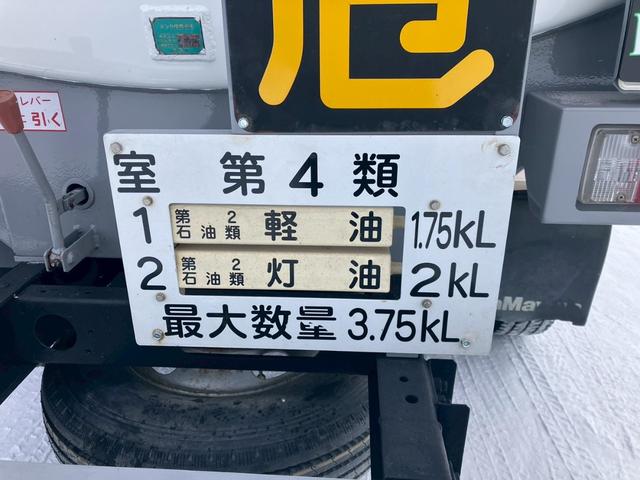 危
レバー
引く
室 第4類
1 第2石油類 軽油 1.75kL
2 第2石油類 灯油 2kL
最大数量 3.75kL